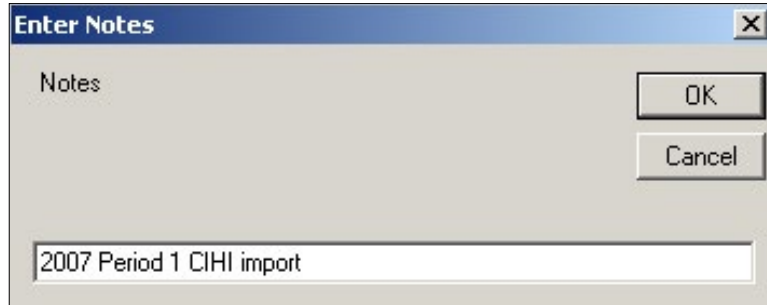 Enter Notes
Notes
OK
Cancel
2007 Period 1 CIHI import